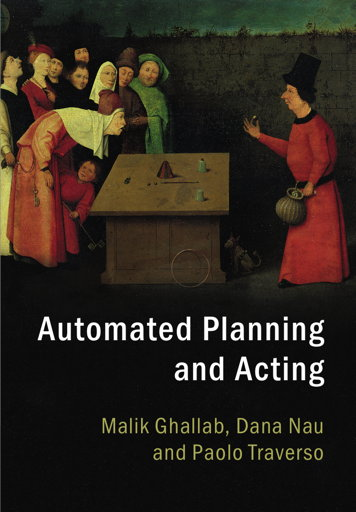 Automated Planning
and Acting
Malik Ghallab, Dana Nau
and Paolo Traverso